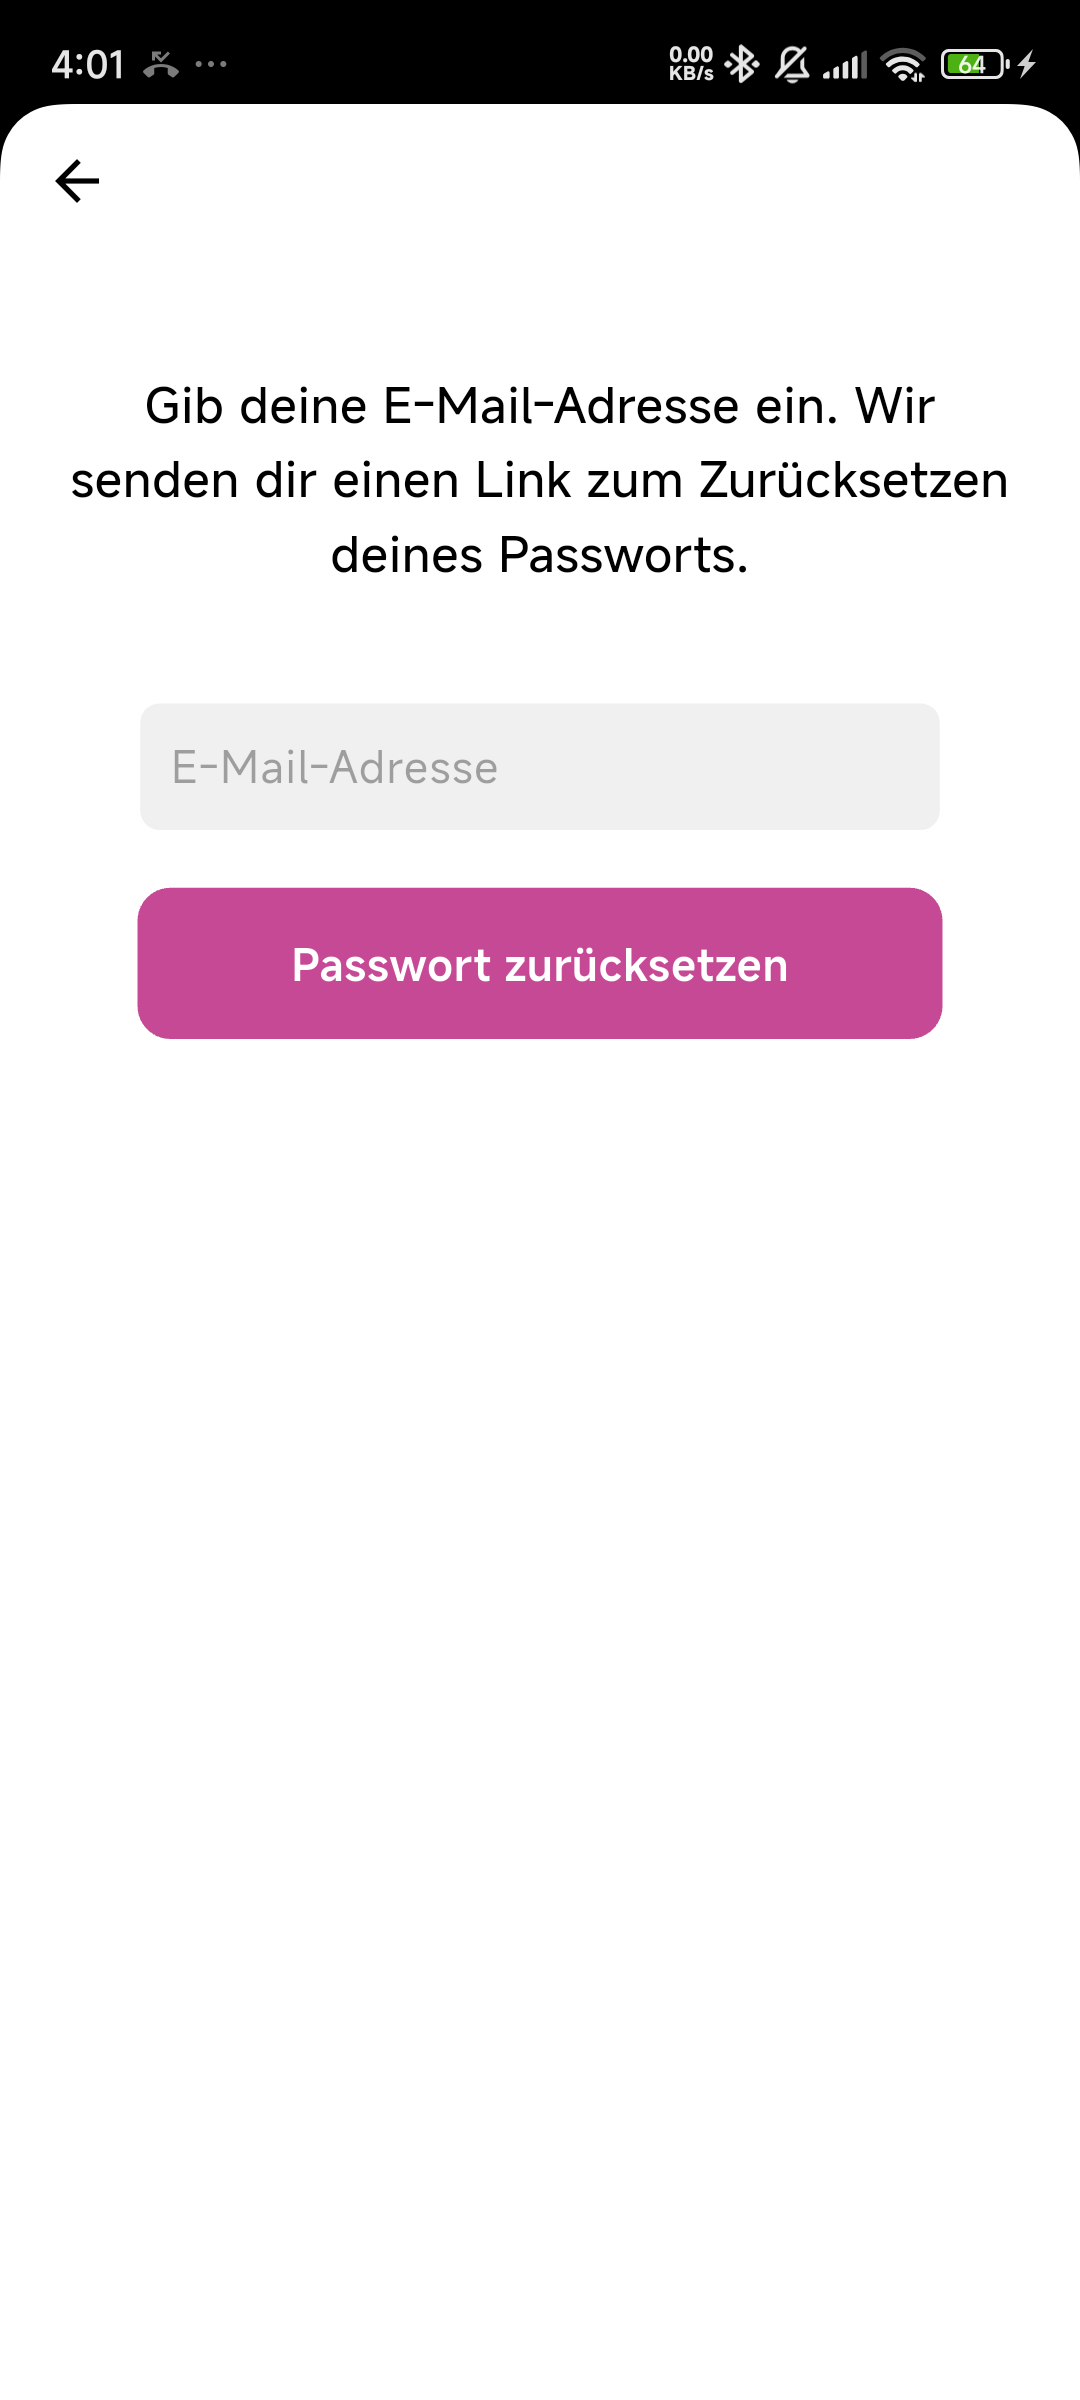 4:01
0.00
KB/s
64
Gib deine E-Mail-Adresse ein. Wir
senden dir einen Link zum Zurücksetzen
deines Passworts.
E-Mail-Adresse
Passwort zurücksetzen